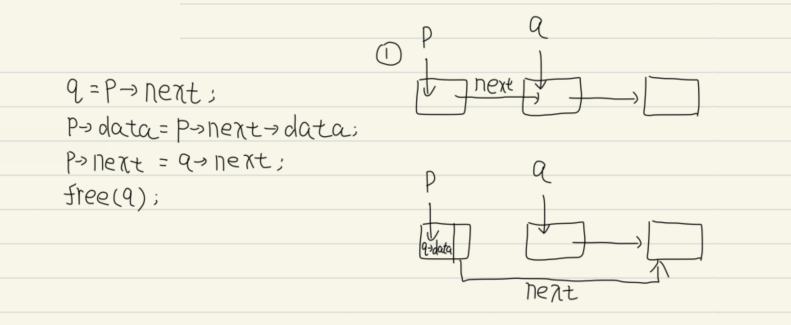 q=p→next;
p→data=p→next→data;
p→next = q→next;
free(q);
① p q
next
p q
q→data
next